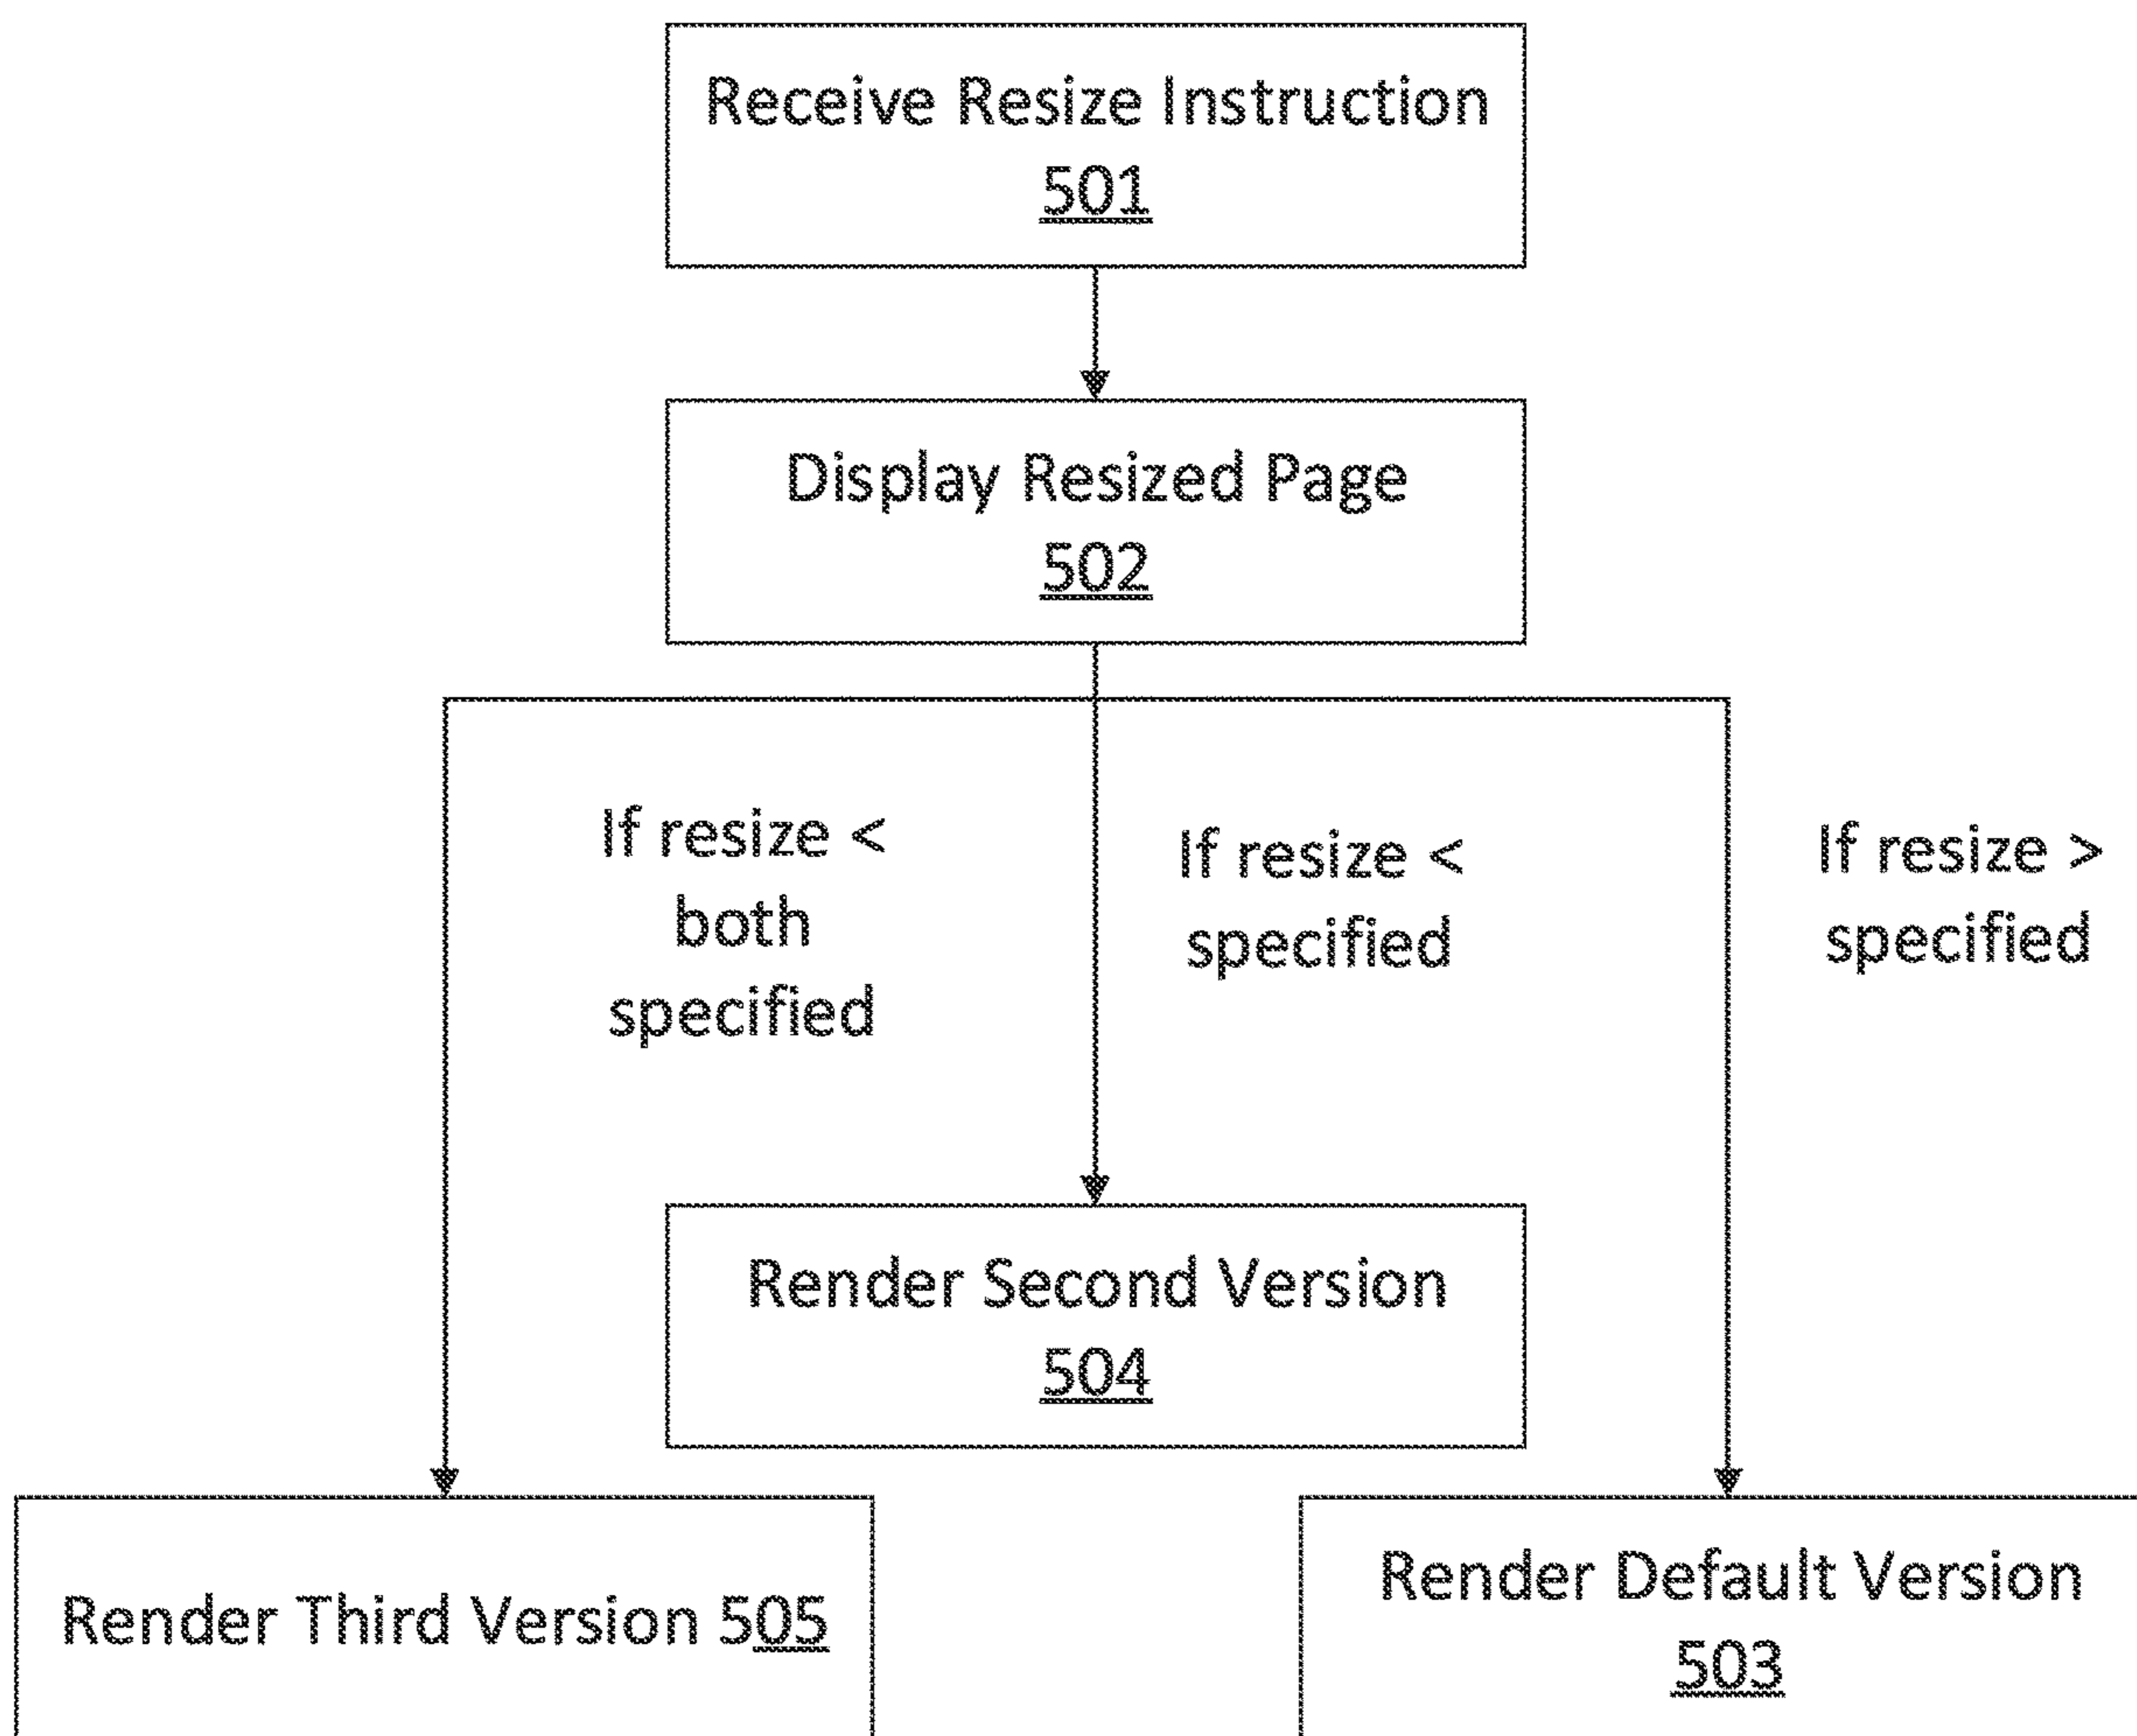 Receive Resize Instruction
501
Display Resized Page
502
If resize <
both
specified
If resize <
specified
If resize >
specified
Render Second Version
504
Render Third Version 505
Render Default Version
503